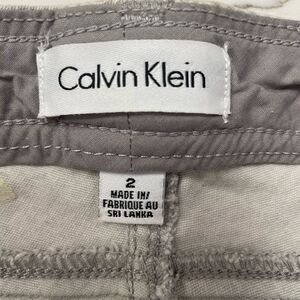 Calvin Klein
2
MADE IN/
FABRIQUE AU
SRI LANKA